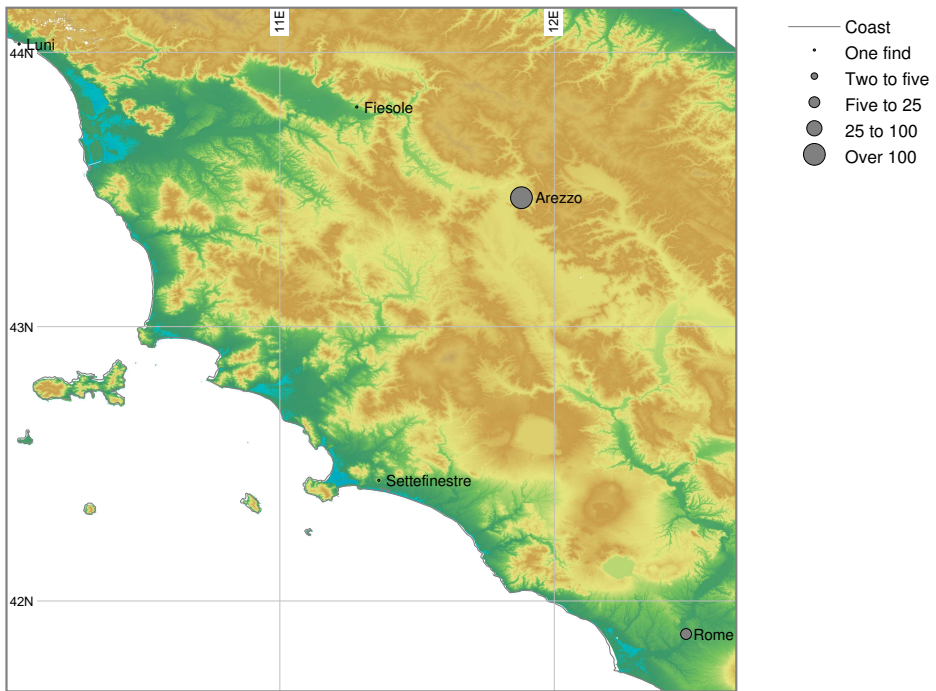 11E
12E
Luni
44N
Fiesole
Arezzo
43N
Settefinestre
42N
Rome
Coast
One find
Two to five
Five to 25
25 to 100
Over 100